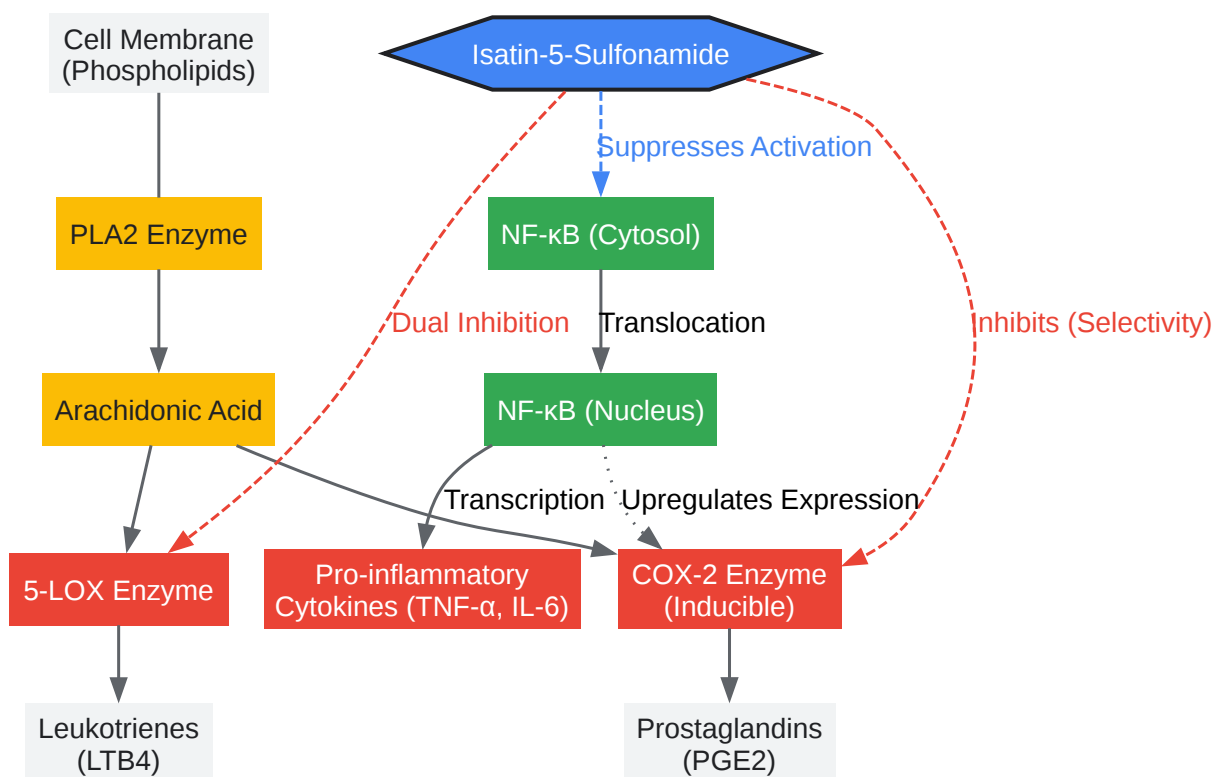 Cell Membrane
(Phospholipids)
Isatin-5-Sulfonamide
Suppresses Activation
PLA2 Enzyme
NF-κB (Cytosol)
Dual Inhibition
Translocation
Inhibits (Selectivity)
Arachidonic Acid
NF-κB (Nucleus)
Transcription
Upregulates Expression
5-LOX Enzyme
Pro-inflammatory
Cytokines (TNF-α, IL-6)
COX-2 Enzyme
(Inducible)
Leukotrienes
(LTB4)
Prostaglandins
(PGE2)